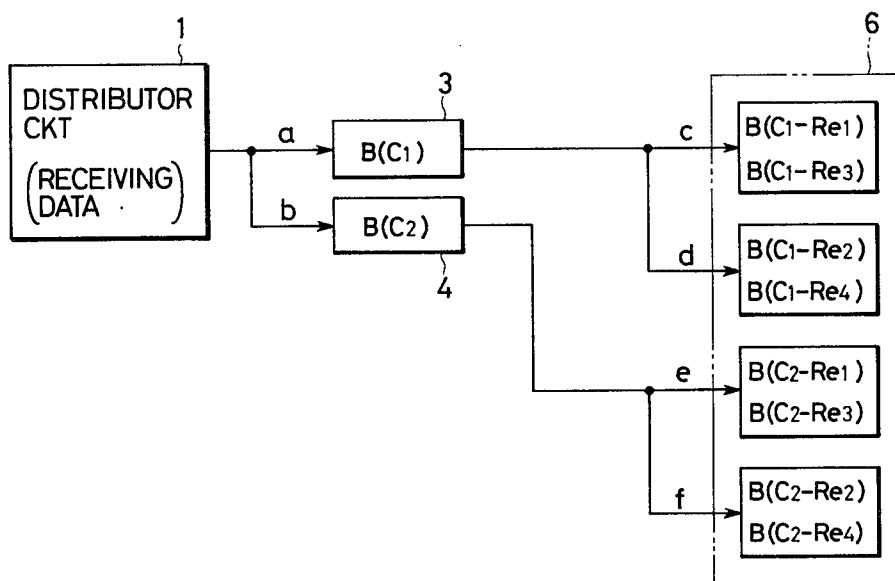 1
DISTRIBUTOR
CKT
(RECEIVING
DATA)
a
b
3
B(C1)
B(C2)
4
c
d
e
f
6
B(C1-Re1)
B(C1-Re3)
B(C1-Re2)
B(C1-Re4)
B(C2-Re1)
B(C2-Re3)
B(C2-Re2)
B(C2-Re4)